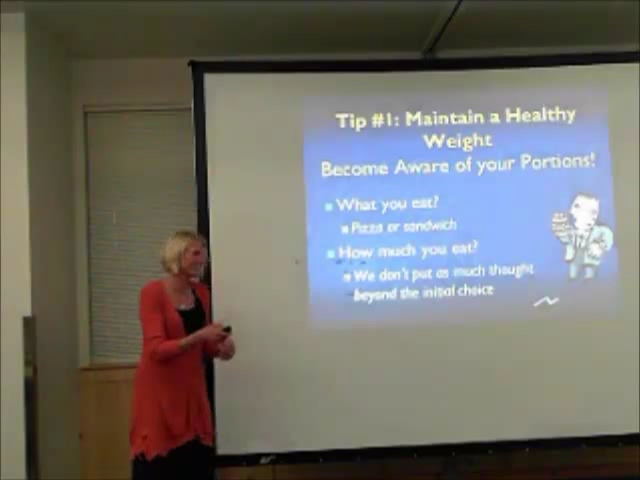 Tip #1: Maintain a Healthy
Weight
Become Aware of your Portions!
What you eat?
Pizza or sandwich
How much you eat?
We don't put as much thought
beyond the initial choice